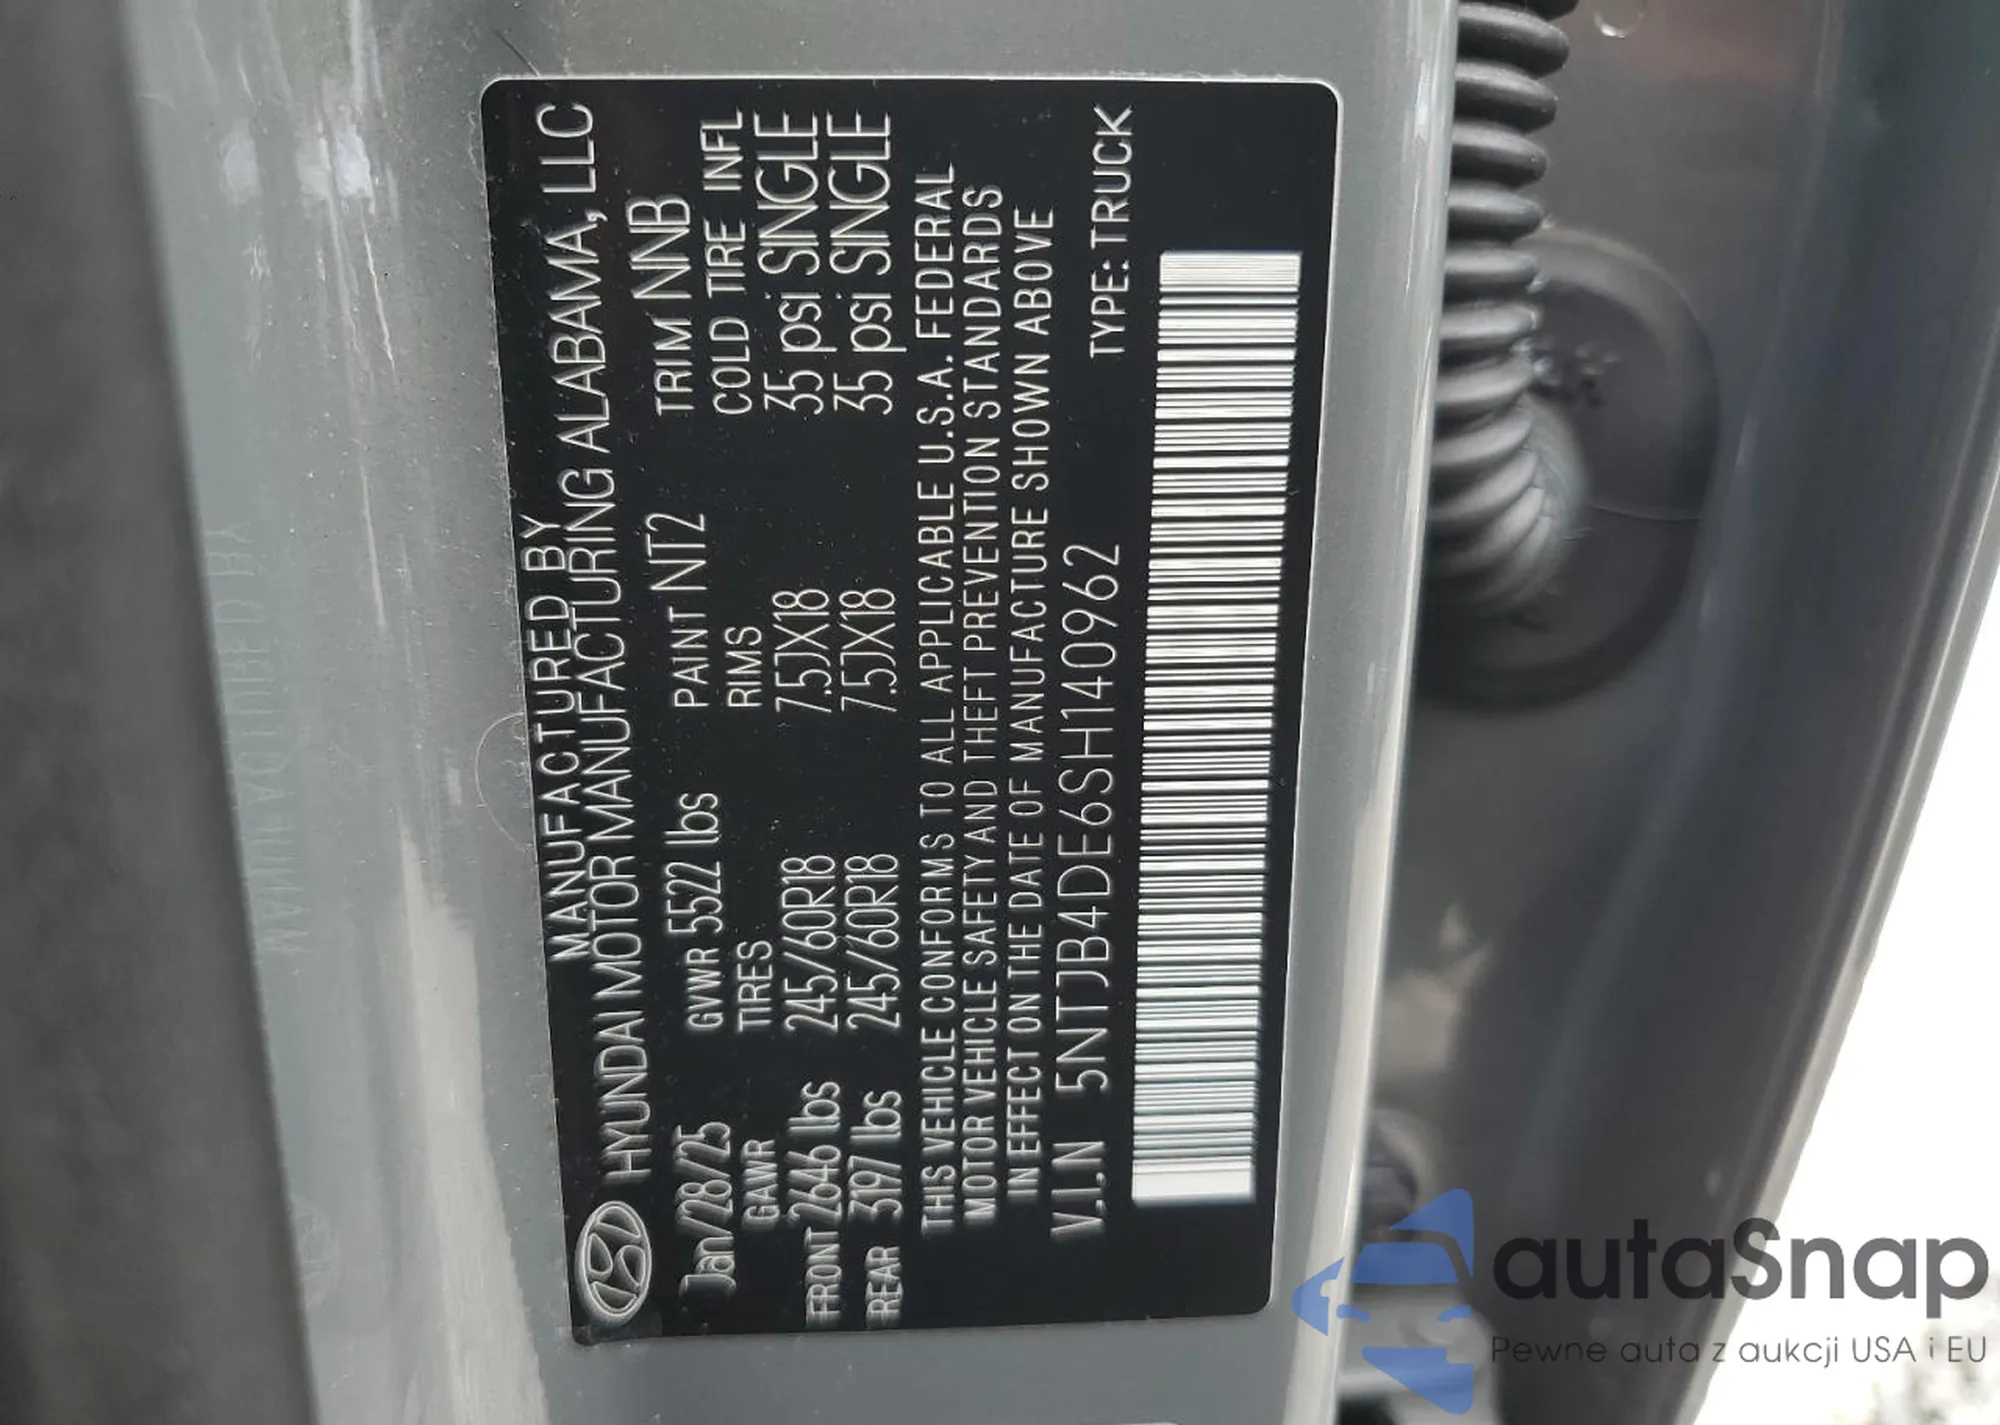 MANUFACTURED BY
HYUNDAI MOTOR MANUFACTURING ALABAMA, LLC
Jan/28/25 GVWR 5522 lbs PAINT NT2 TRIM NNB
GAWR TIRES RIMS COLD TIRE INFL
FRONT 2646 lbs 245/60R18 7.5JX18 35 psi SINGLE
REAR 3197 lbs 245/60R18 7.5JX18 35 psi SINGLE
THIS VEHICLE CONFORMS TO ALL APPLICABLE U.S.A. FEDERAL
MOTOR VEHICLE SAFETY AND THEFT PREVENTION STANDARDS
IN EFFECT ON THE DATE OF MANUFACTURE SHOWN ABOVE
V.I.N 5NTJB4DE6SH140962 TYPE: TRUCK
autaSnap
Pewne auta z aukcji USA i EU